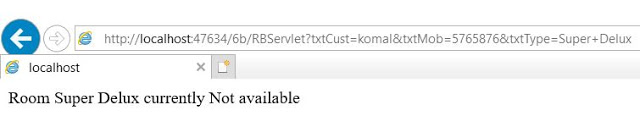 http://localhost:47634/6b/RBServlet?txtCust=komal&txtMob=5765876&txtType=Super+Delux
localhost
Room Super Delux currently Not available